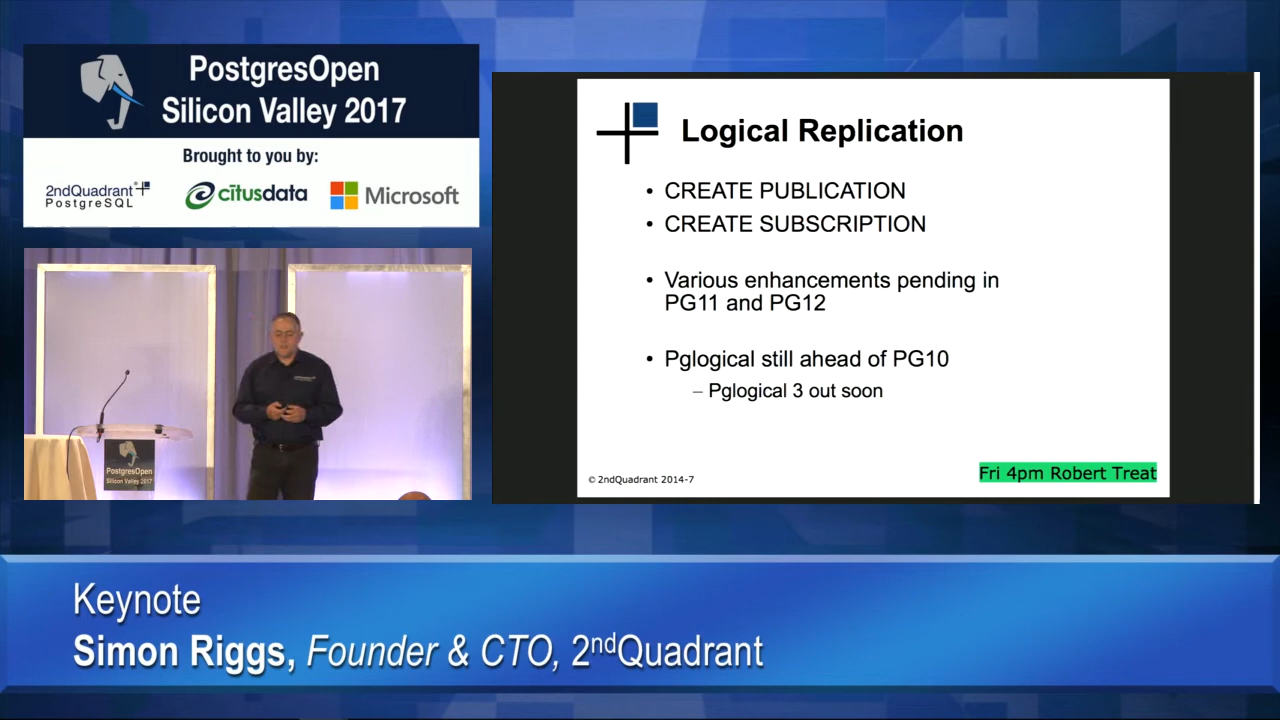 PostgresOpen
Silicon Valley 2017
Brought to you by:
2ndQuadrant®
PostgreSQL
citusdata
Microsoft
PostgresOpen
Silicon Valley 2017
Logical Replication
• CREATE PUBLICATION
• CREATE SUBSCRIPTION
• Various enhancements pending in
PG11 and PG12
• Pglogical still ahead of PG10
– Pglogical 3 out soon
© 2ndQuadrant 2014-7
Fri 4pm Robert Treat
Keynote
Simon Riggs, Founder & CTO, 2ndQuadrant